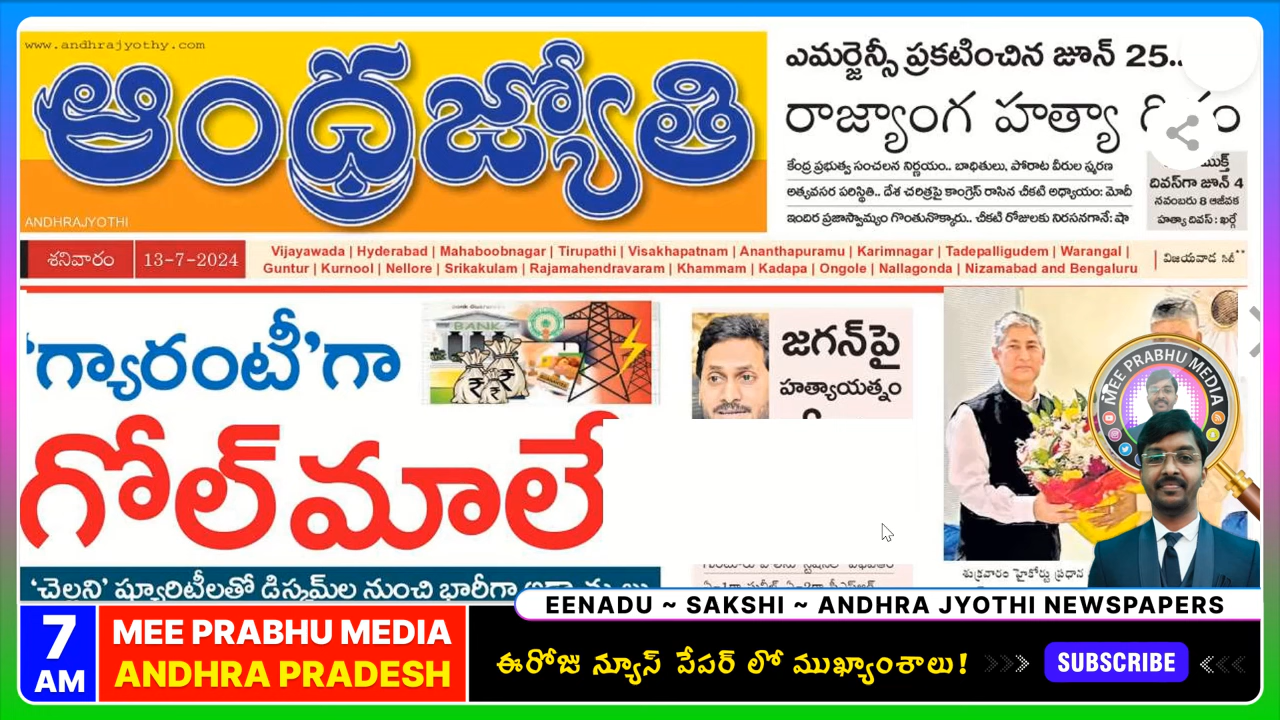 www.andhrajyothy.com
ఆంధ్రజ్యోతి
ANDHRAJYOTHI
ఎమర్జెన్సీ ప్రకటించిన జూన్ 25..
రాజ్యాంగ హత్యా
కేంద్ర ప్రభుత్వ సంచలన నిర్ణయం.. బాధితులు, పోరాట వీరుల స్మరణ
అత్యవసర పరిస్థితి.. దేశ చరిత్రపై కాంగ్రెస్ రాసిన చీకటి అధ్యాయం: మోదీ
ఇందిర ప్రజాస్వామ్యం గొంతునొక్కారు.. చీకటి రోజులకు నిరసనగానే: షా
దివస్‌గా జూన్ 4
నవంబరు 8 ఆజీవిక
హత్యా దివస్ : ఖర్గే
శనివారం 13-7-2024
Vijayawada | Hyderabad | Mahaboobnagar | Tirupathi | Visakhapatnam | Ananthapuramu | Karimnagar | Tadepalligudem | Warangal |
Guntur | Kurnool | Nellore | Srikakulam | Rajamahendravaram | Khammam | Kadapa | Ongole | Nallagonda | Nizamabad and Bengaluru
విజయవాడ సిటీ**
‘గ్యారంటీ’గా
BANK
గోల్‌మాలే
‘చెల్లని’ ష్యూరిటీలతో డిస్కమ్‌ల నుంచి భారీగా
జగన్‌పై
హత్యాయత్నం
శుక్రవారం హైకోర్టు ప్రధాన
MEE PRABHU MEDIA
EENADU ~ SAKSHI ~ ANDHRA JYOTHI NEWSPAPERS
7
AM
MEE PRABHU MEDIA
ANDHRA PRADESH
ఈరోజు న్యూస్ పేపర్ లో ముఖ్యాంశాలు!
SUBSCRIBE